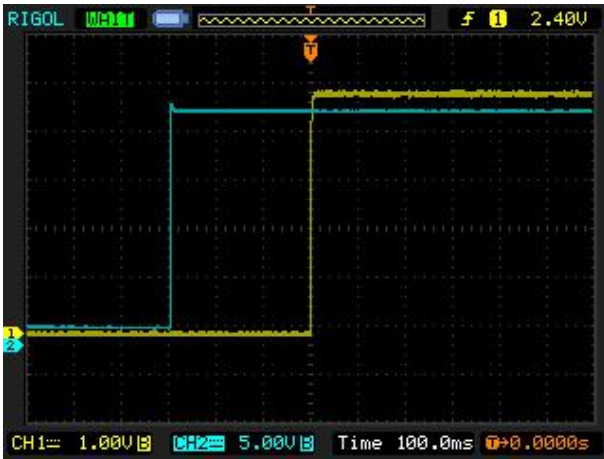 RIGOL WAIT T f 1 2.40V
T
1
2
CH1 1.00V B CH2 5.00V B Time 100.0ms T→0.0000s